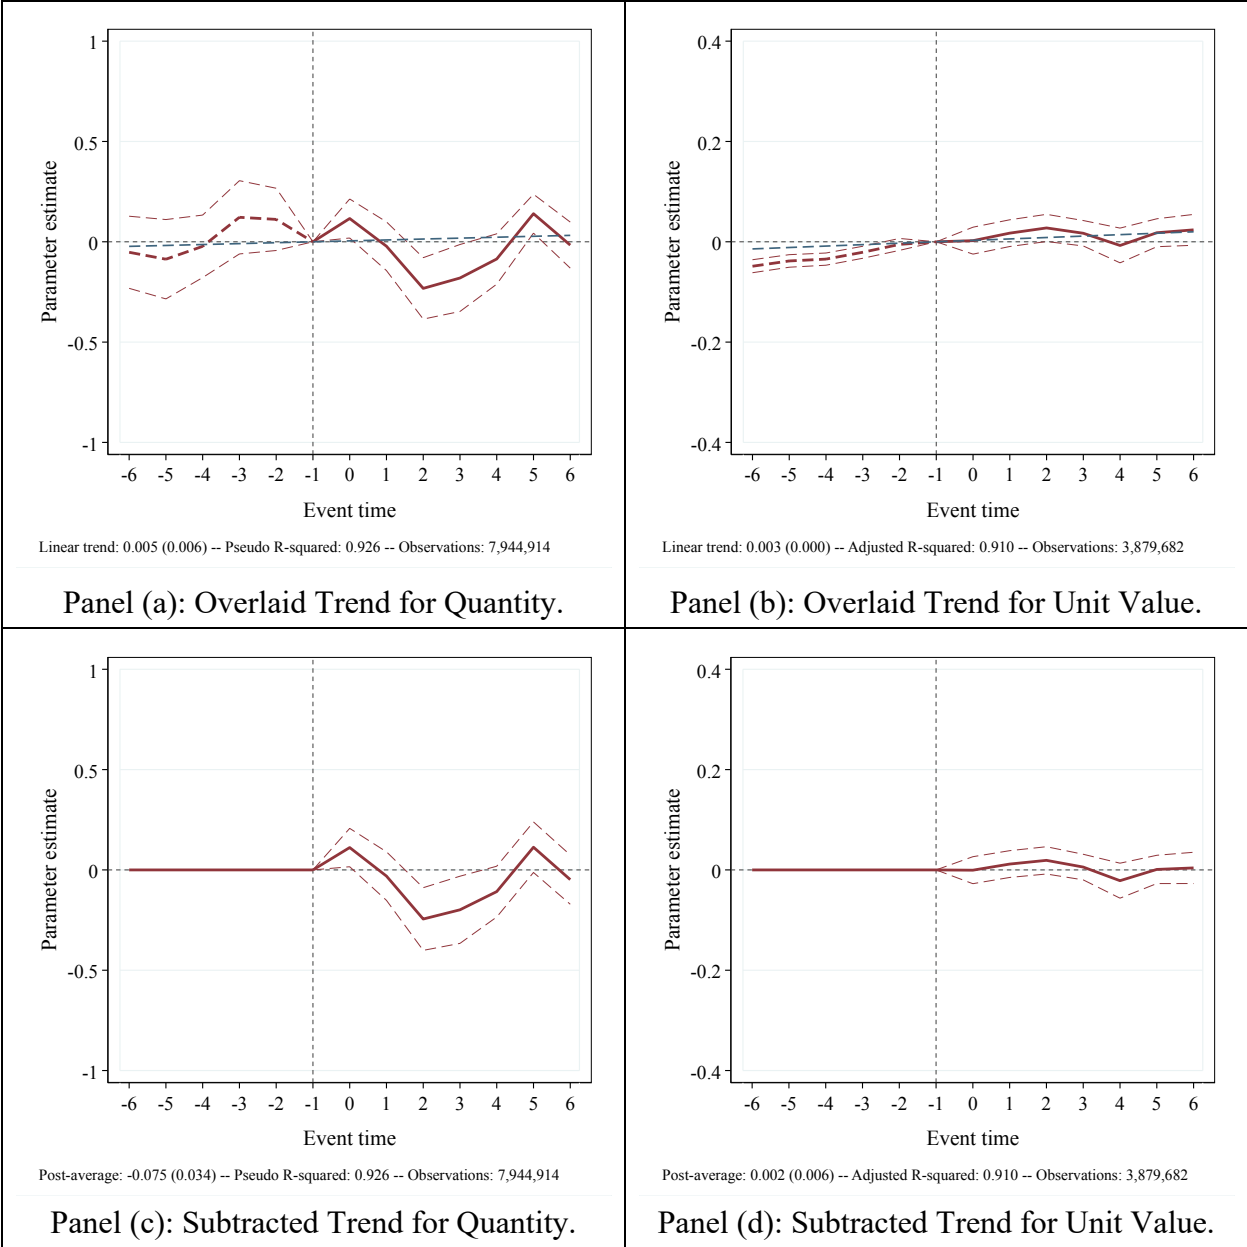 1
0.5
0
-0.5
-1
Parameter estimate
-6 -5 -4 -3 -2 -1 0 1 2 3 4 5 6
Event time
Linear trend: 0.005 (0.006) -- Pseudo R-squared: 0.926 -- Observations: 7,944,914
Panel (a): Overlaid Trend for Quantity.
0.4
0.2
0
-0.2
-0.4
Parameter estimate
-6 -5 -4 -3 -2 -1 0 1 2 3 4 5 6
Event time
Linear trend: 0.003 (0.000) -- Adjusted R-squared: 0.910 -- Observations: 3,879,682
Panel (b): Overlaid Trend for Unit Value.
1
0.5
0
-0.5
-1
Parameter estimate
-6 -5 -4 -3 -2 -1 0 1 2 3 4 5 6
Event time
Post-average: -0.075 (0.034) -- Pseudo R-squared: 0.926 -- Observations: 7,944,914
Panel (c): Subtracted Trend for Quantity.
0.4
0.2
0
-0.2
-0.4
Parameter estimate
-6 -5 -4 -3 -2 -1 0 1 2 3 4 5 6
Event time
Post-average: 0.002 (0.006) -- Adjusted R-squared: 0.910 -- Observations: 3,879,682
Panel (d): Subtracted Trend for Unit Value.